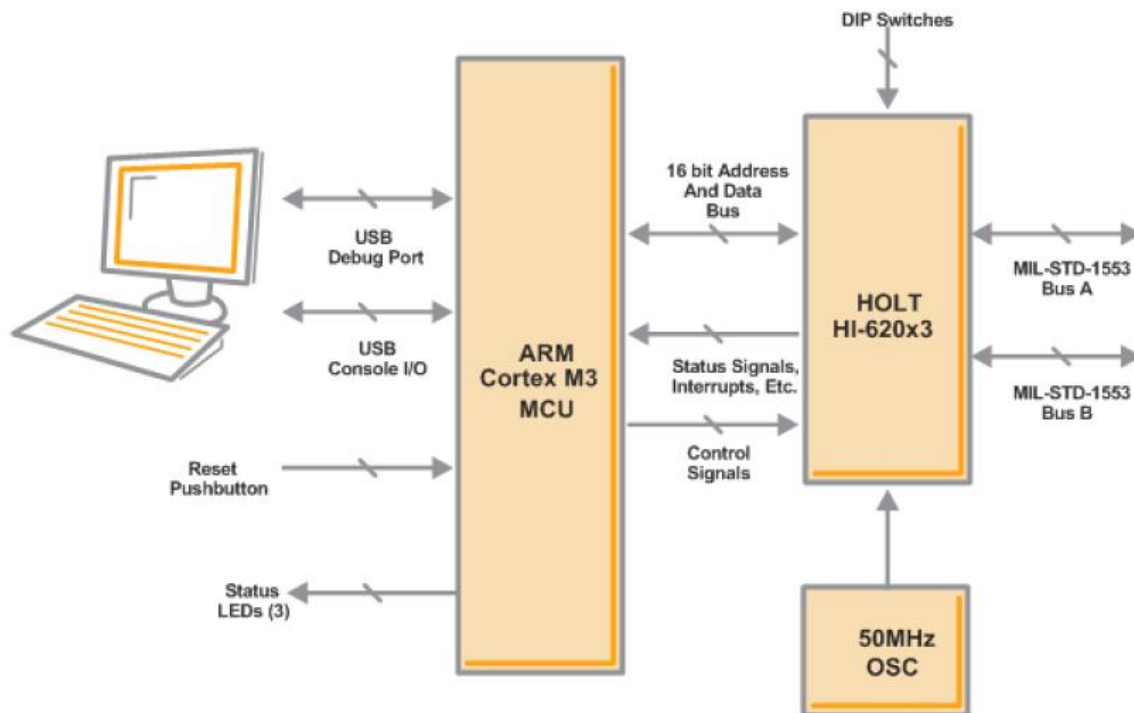 DIP Switches
16 bit Address
And Data
Bus
USB
Debug Port
MIL-STD-1553
Bus A
HOLT
HI-620x3
ARM
Cortex M3
MCU
USB
Console I/O
Status Signals,
Interrupts, Etc.
MIL-STD-1553
Bus B
Control
Signals
Reset
Pushbutton
Status
LEDs (3)
50MHz
OSC